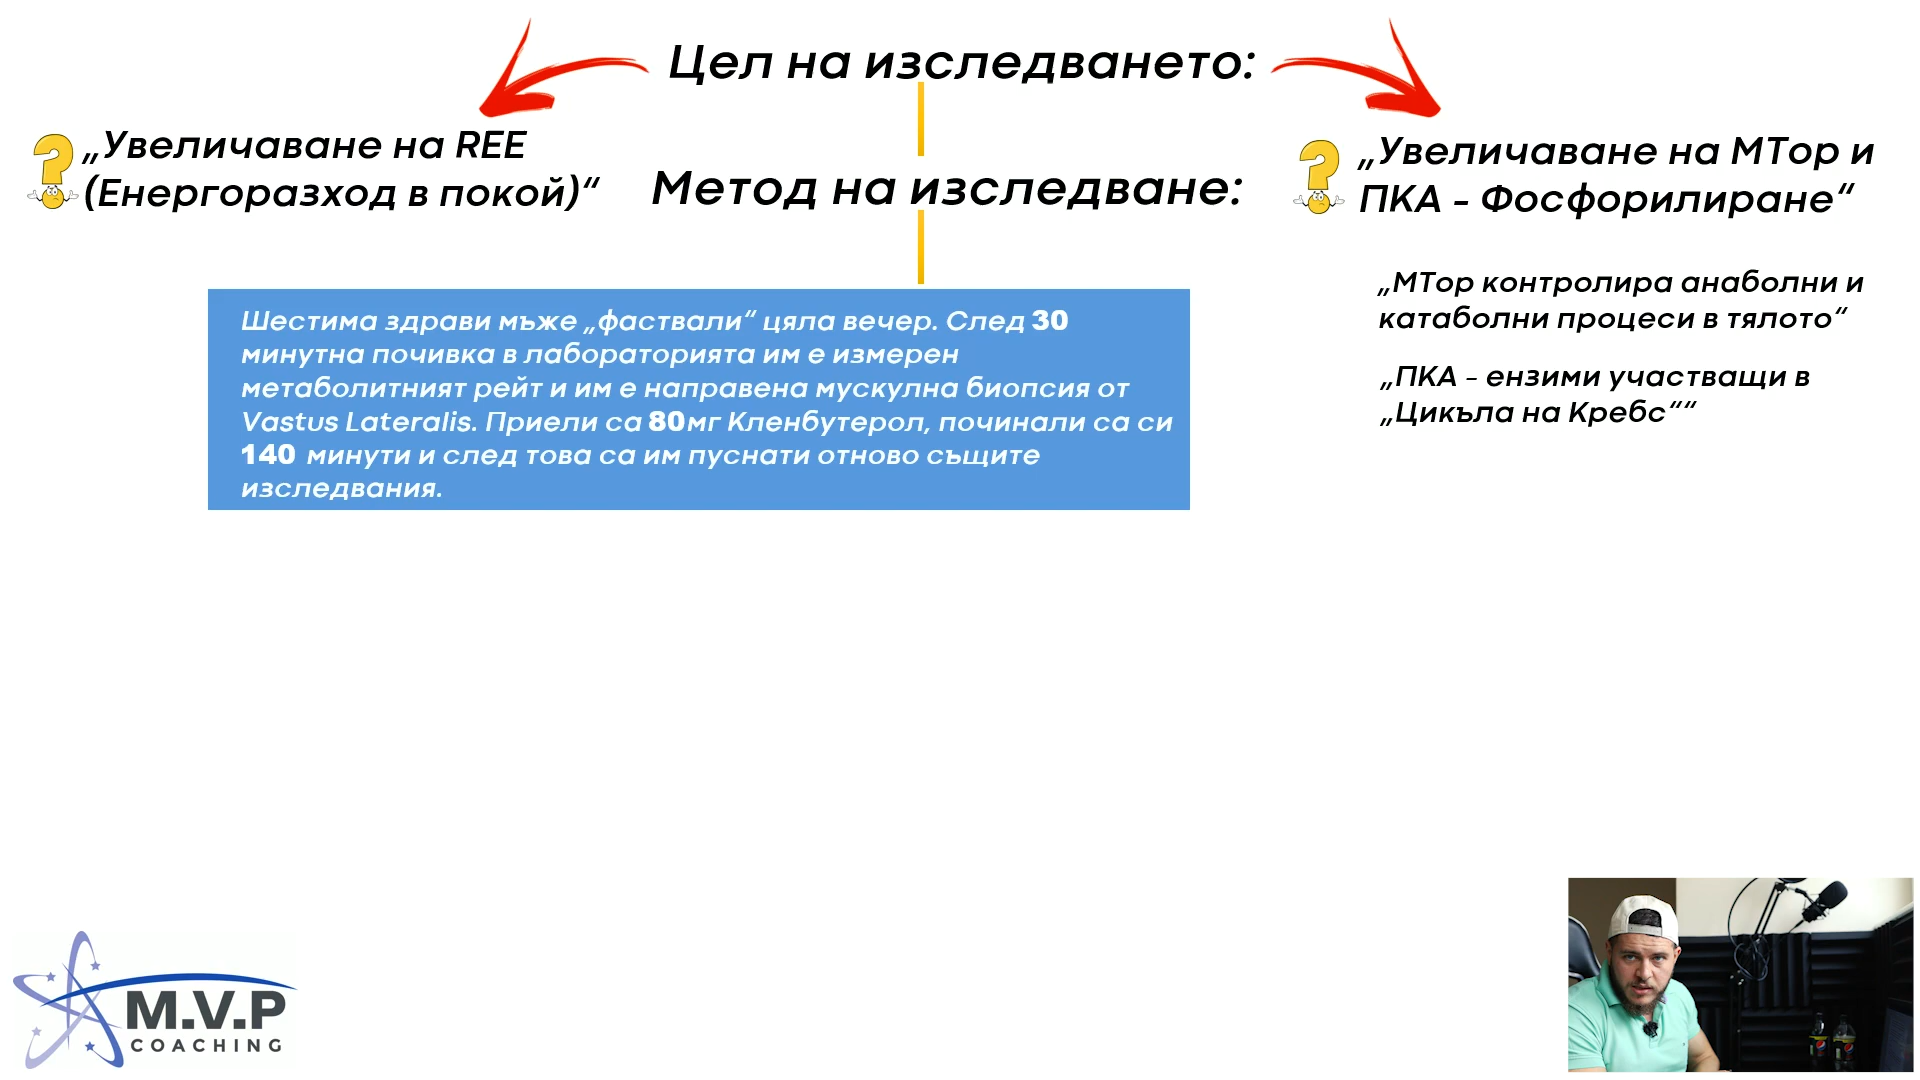 Цел на изследването:
„Увеличаване на REE
(Енергоразход в покой)“
Метод на изследване:
„Увеличаване на МТор и
ПКА - Фосфорилиране“
„МТор контролира анаболни и
катаболни процеси в тялото“
„ПКА - ензими участващи в
„Цикъла на Кребс““
Шестима здрави мъже „фаствали“ цяла вечер. След 30
минутна почивка в лабораторията им е измерен
метаболитният рейт и им е направена мускулна биопсия от
Vastus Lateralis. Приели са 80мг Кленбутерол, починали са си
140 минути и след това са им пуснати отново същите
изследвания.
M.V.P
COACHING